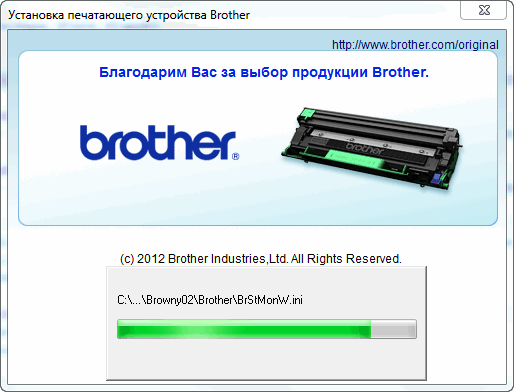 Установка печатающего устройства Brother
http://www.brother.com/original
Благодарим Вас за выбор продукции Brother.
brother®
brother
(c) 2012 Brother Industries,Ltd. All Rights Reserved.
C:\...\Browny02\Brother\BrStMonW.ini